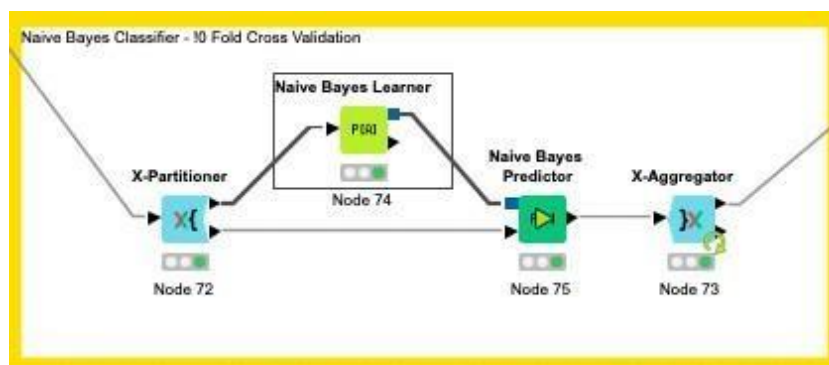 Naive Bayes Classifier - !0 Fold Cross Validation
Naive Bayes Learner
P(A)
Node 74
X-Partitioner
X{
Node 72
Naive Bayes
Predictor
Node 75
X-Aggregator
}X
Node 73